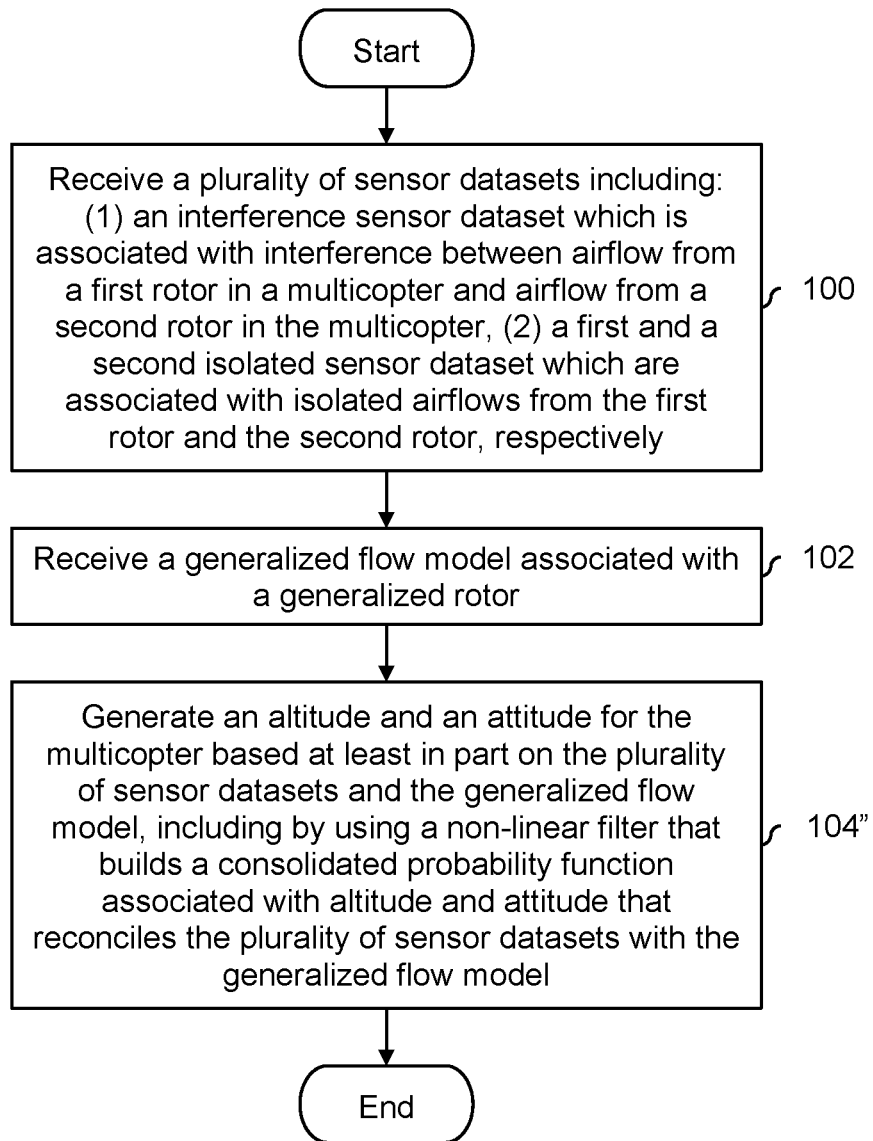 Start
Receive a plurality of sensor datasets including:
(1) an interference sensor dataset which is
associated with interference between airflow from
a first rotor in a multicopter and airflow from a
second rotor in the multicopter, (2) a first and a
second isolated sensor dataset which are
associated with isolated airflows from the first
rotor and the second rotor, respectively
100
Receive a generalized flow model associated with
a generalized rotor
102
Generate an altitude and an attitude for the
multicopter based at least in part on the plurality
of sensor datasets and the generalized flow
model, including by using a non-linear filter that
builds a consolidated probability function
associated with altitude and attitude that
reconciles the plurality of sensor datasets with the
generalized flow model
104”
End